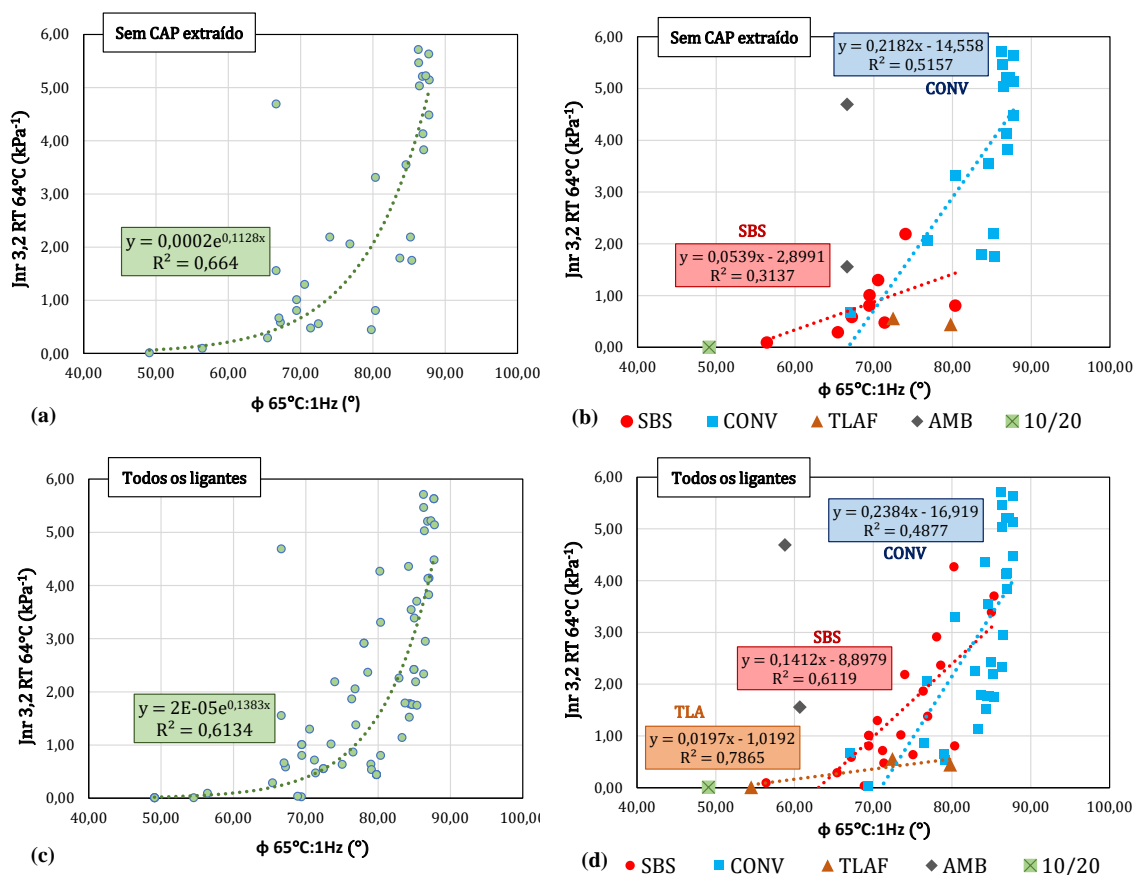 Sem CAP extraído
6,00
5,00
4,00
3,00
2,00
1,00
0,00
Jnr 3,2 RT 64°C (kPa⁻¹)
y = 0,0002e^0,1128x
R² = 0,664
40,00 50,00 60,00 70,00 80,00 90,00 100,00
ϕ 65°C:1Hz (°)
(a)
Sem CAP extraído
6,00
5,00
4,00
3,00
2,00
1,00
0,00
Jnr 3,2 RT 64°C (kPa⁻¹)
y = 0,2182x - 14,558
R² = 0,5157
CONV
SBS
y = 0,0539x - 2,8991
R² = 0,3137
40,00 50,00 60,00 70,00 80,00 90,00 100,00
ϕ 65°C:1Hz (°)
(b)
SBS CONV TLAF AMB 10/20
Todos os ligantes
6,00
5,00
4,00
3,00
2,00
1,00
0,00
Jnr 3,2 RT 64°C (kPa⁻¹)
y = 2E-05e^0,1383x
R² = 0,6134
40,00 50,00 60,00 70,00 80,00 90,00 100,00
ϕ 65°C:1Hz (°)
(c)
Todos os ligantes
6,00
5,00
4,00
3,00
2,00
1,00
0,00
Jnr 3,2 RT 64°C (kPa⁻¹)
y = 0,2384x - 16,919
R² = 0,4877
CONV
SBS
y = 0,1412x - 8,8979
R² = 0,6119
TLA
y = 0,0197x - 1,0192
R² = 0,7865
40,00 50,00 60,00 70,00 80,00 90,00 100,00
ϕ 65°C:1Hz (°)
(d)
SBS CONV TLAF AMB 10/20